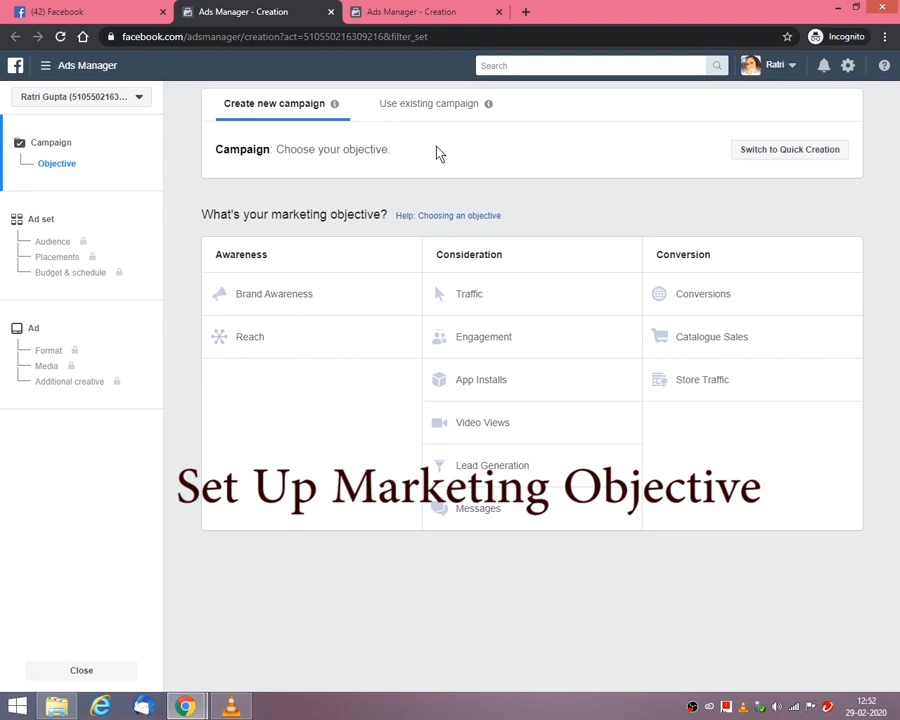 (42) Facebook
Ads Manager - Creation
Ads Manager - Creation
facebook.com/adsmanager/creation?act=510550216309216&filter_set
Incognito
Ads Manager
Search
Ratri
Ratri Gupta (5105502163...
Create new campaign
Use existing campaign
Campaign
Objective
Campaign: Choose your objective.
Switch to Quick Creation
What's your marketing objective? Help: Choosing an objective
Ad set
Audience
Placements
Budget & schedule
Awareness
Consideration
Conversion
Brand Awareness
Traffic
Conversions
Reach
Engagement
Catalogue Sales
Ad
Format
Media
Additional creative
App Installs
Store Traffic
Video Views
Lead Generation
Set Up Marketing Objective
Messages
Close
12:52
29-02-2020